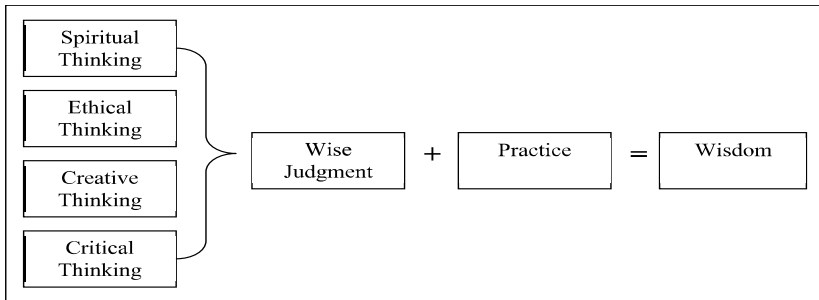 Spiritual
Thinking
Ethical
Thinking
Creative
Thinking
Critical
Thinking
Wise
Judgment
+
Practice
=
Wisdom